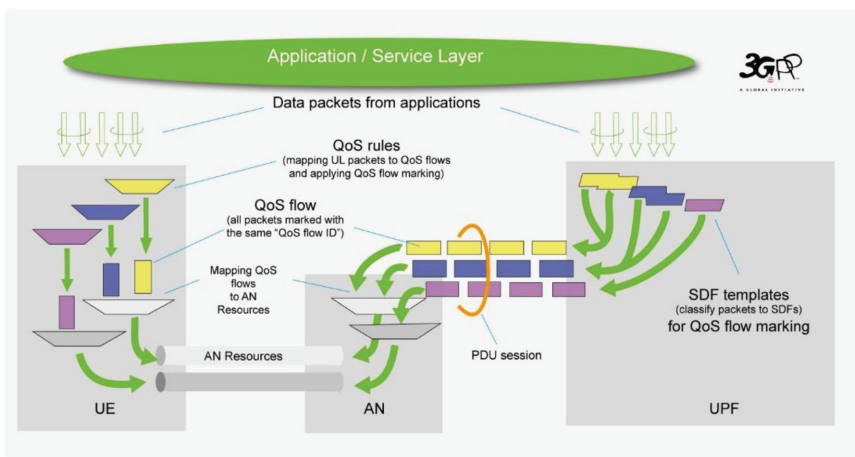 Application / Service Layer
3GPP
A GLOBAL INITIATIVE
Data packets from applications
QoS rules
(mapping UL packets to QoS flows
and applying QoS flow marking)
QoS flow
(all packets marked with
the same “QoS flow ID”)
Mapping QoS
flows
to AN
Resources
SDF templates
(classify packets to SDFs)
for QoS flow marking
AN Resources
PDU session
UE
AN
UPF